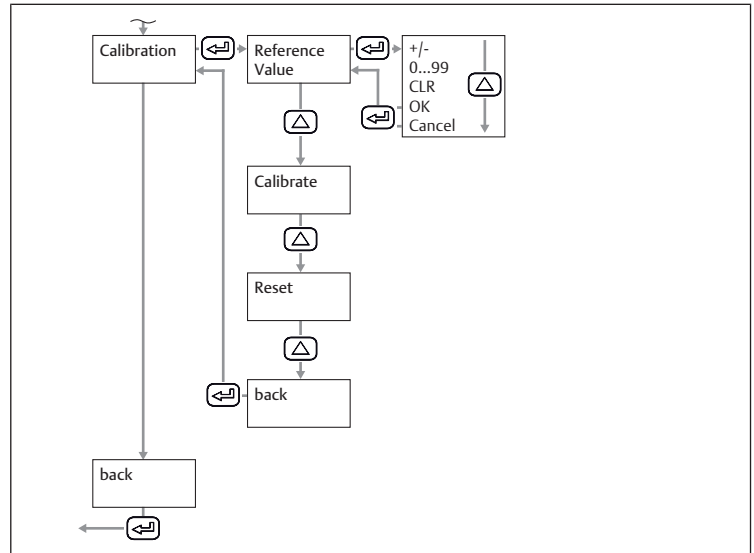 Calibration
Reference
Value
+/-
0...99
CLR
OK
Cancel
Calibrate
Reset
back
back